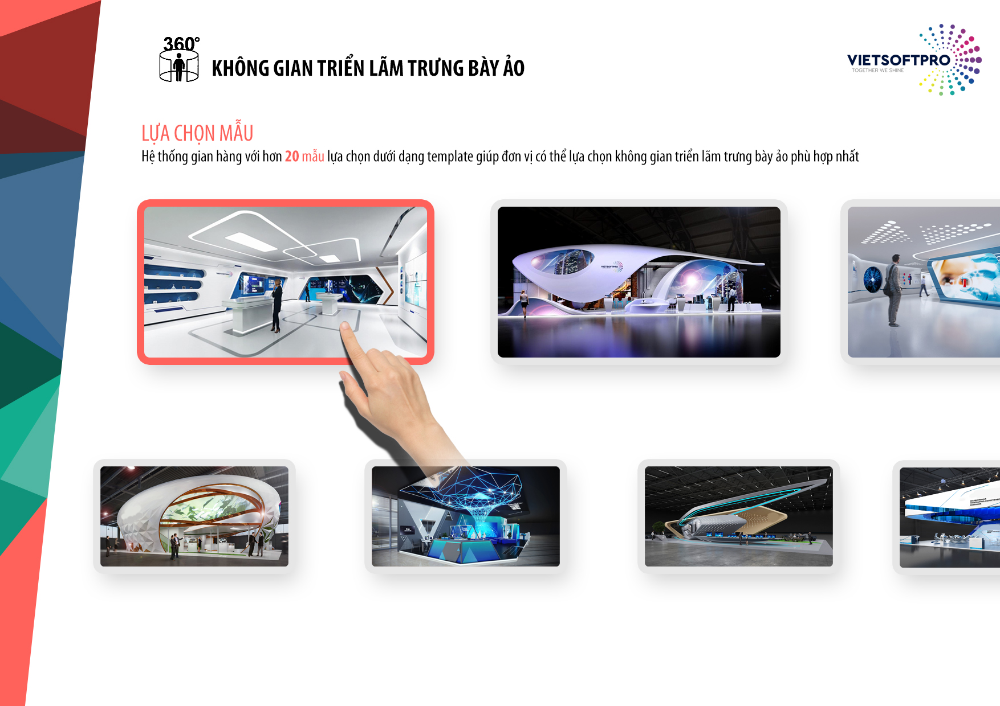 360°
KHÔNG GIAN TRIỂN LÃM TRƯNG BÀY ẢO
VIETSOFTPRO
TOGETHER WE SHINE
LỰA CHỌN MẪU
Hệ thống gian hàng với hơn 20 mẫu lựa chọn dưới dạng template giúp đơn vị có thể lựa chọn không gian triển lãm trưng bày ảo phù hợp nhất
VIETSOFTPRO
VIETSOFTPRO